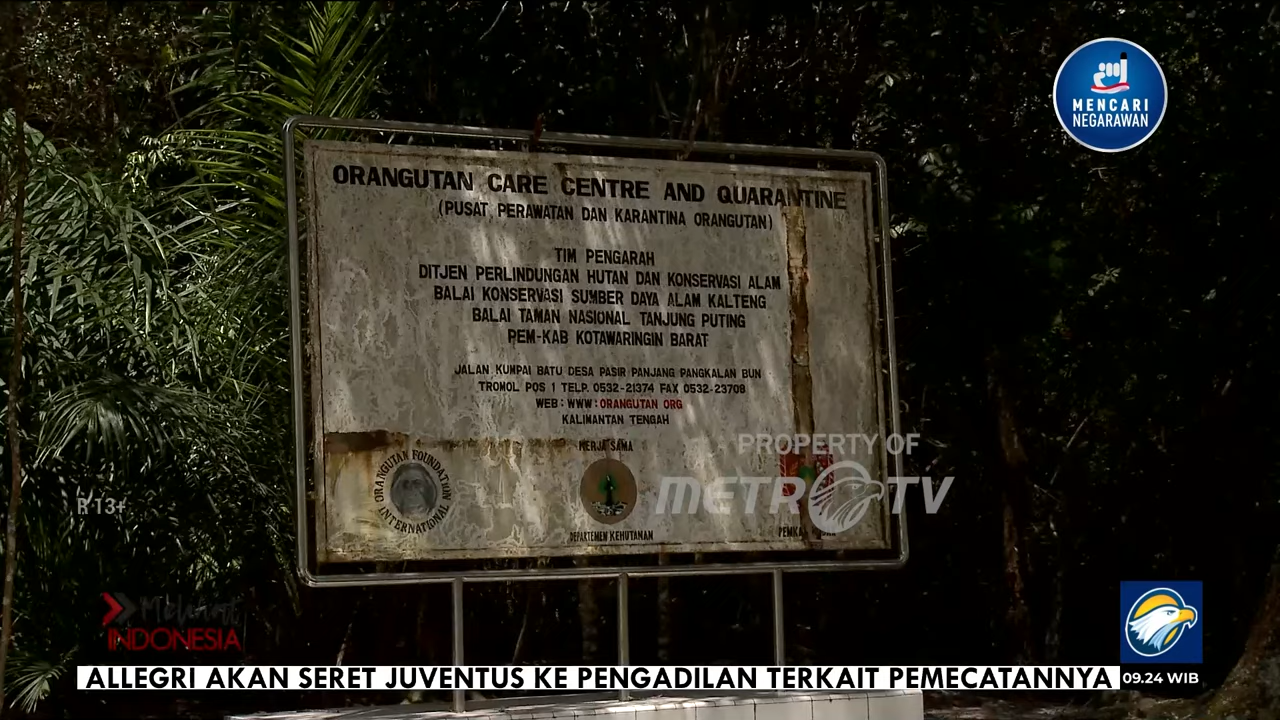 MENCARI
NEGARAWAN
ORANGUTAN CARE CENTRE AND QUARANTINE
(PUSAT PERAWATAN DAN KARANTINA ORANGUTAN)
TIM PENGARAH
DITJEN PERLINDUNGAN HUTAN DAN KONSERVASI ALAM
BALAI KONSERVASI SUMBER DAYA ALAM KALTENG
BALAI TAMAN NASIONAL TANJUNG PUTING
PEM-KAB KOTAWARINGIN BARAT
JALAN KUMPAI BATU DESA PASIR PANJANG PANGKALAN BUN
TROMOL POS 1 TELP. 0532-21374 FAX 0532-23708
WEB : WWW.ORANGUTAN ORG
KALIMANTAN TENGAH
KERJA SAMA
ORANGUTAN FOUNDATION
INTERNATIONAL
DEPARTEMEN KEHUTANAN
PROPERTY OF
METRO TV
R 13+
Melihat
INDONESIA
ALLEGRI AKAN SERET JUVENTUS KE PENGADILAN TERKAIT PEMECATANNYA
09.24 WIB